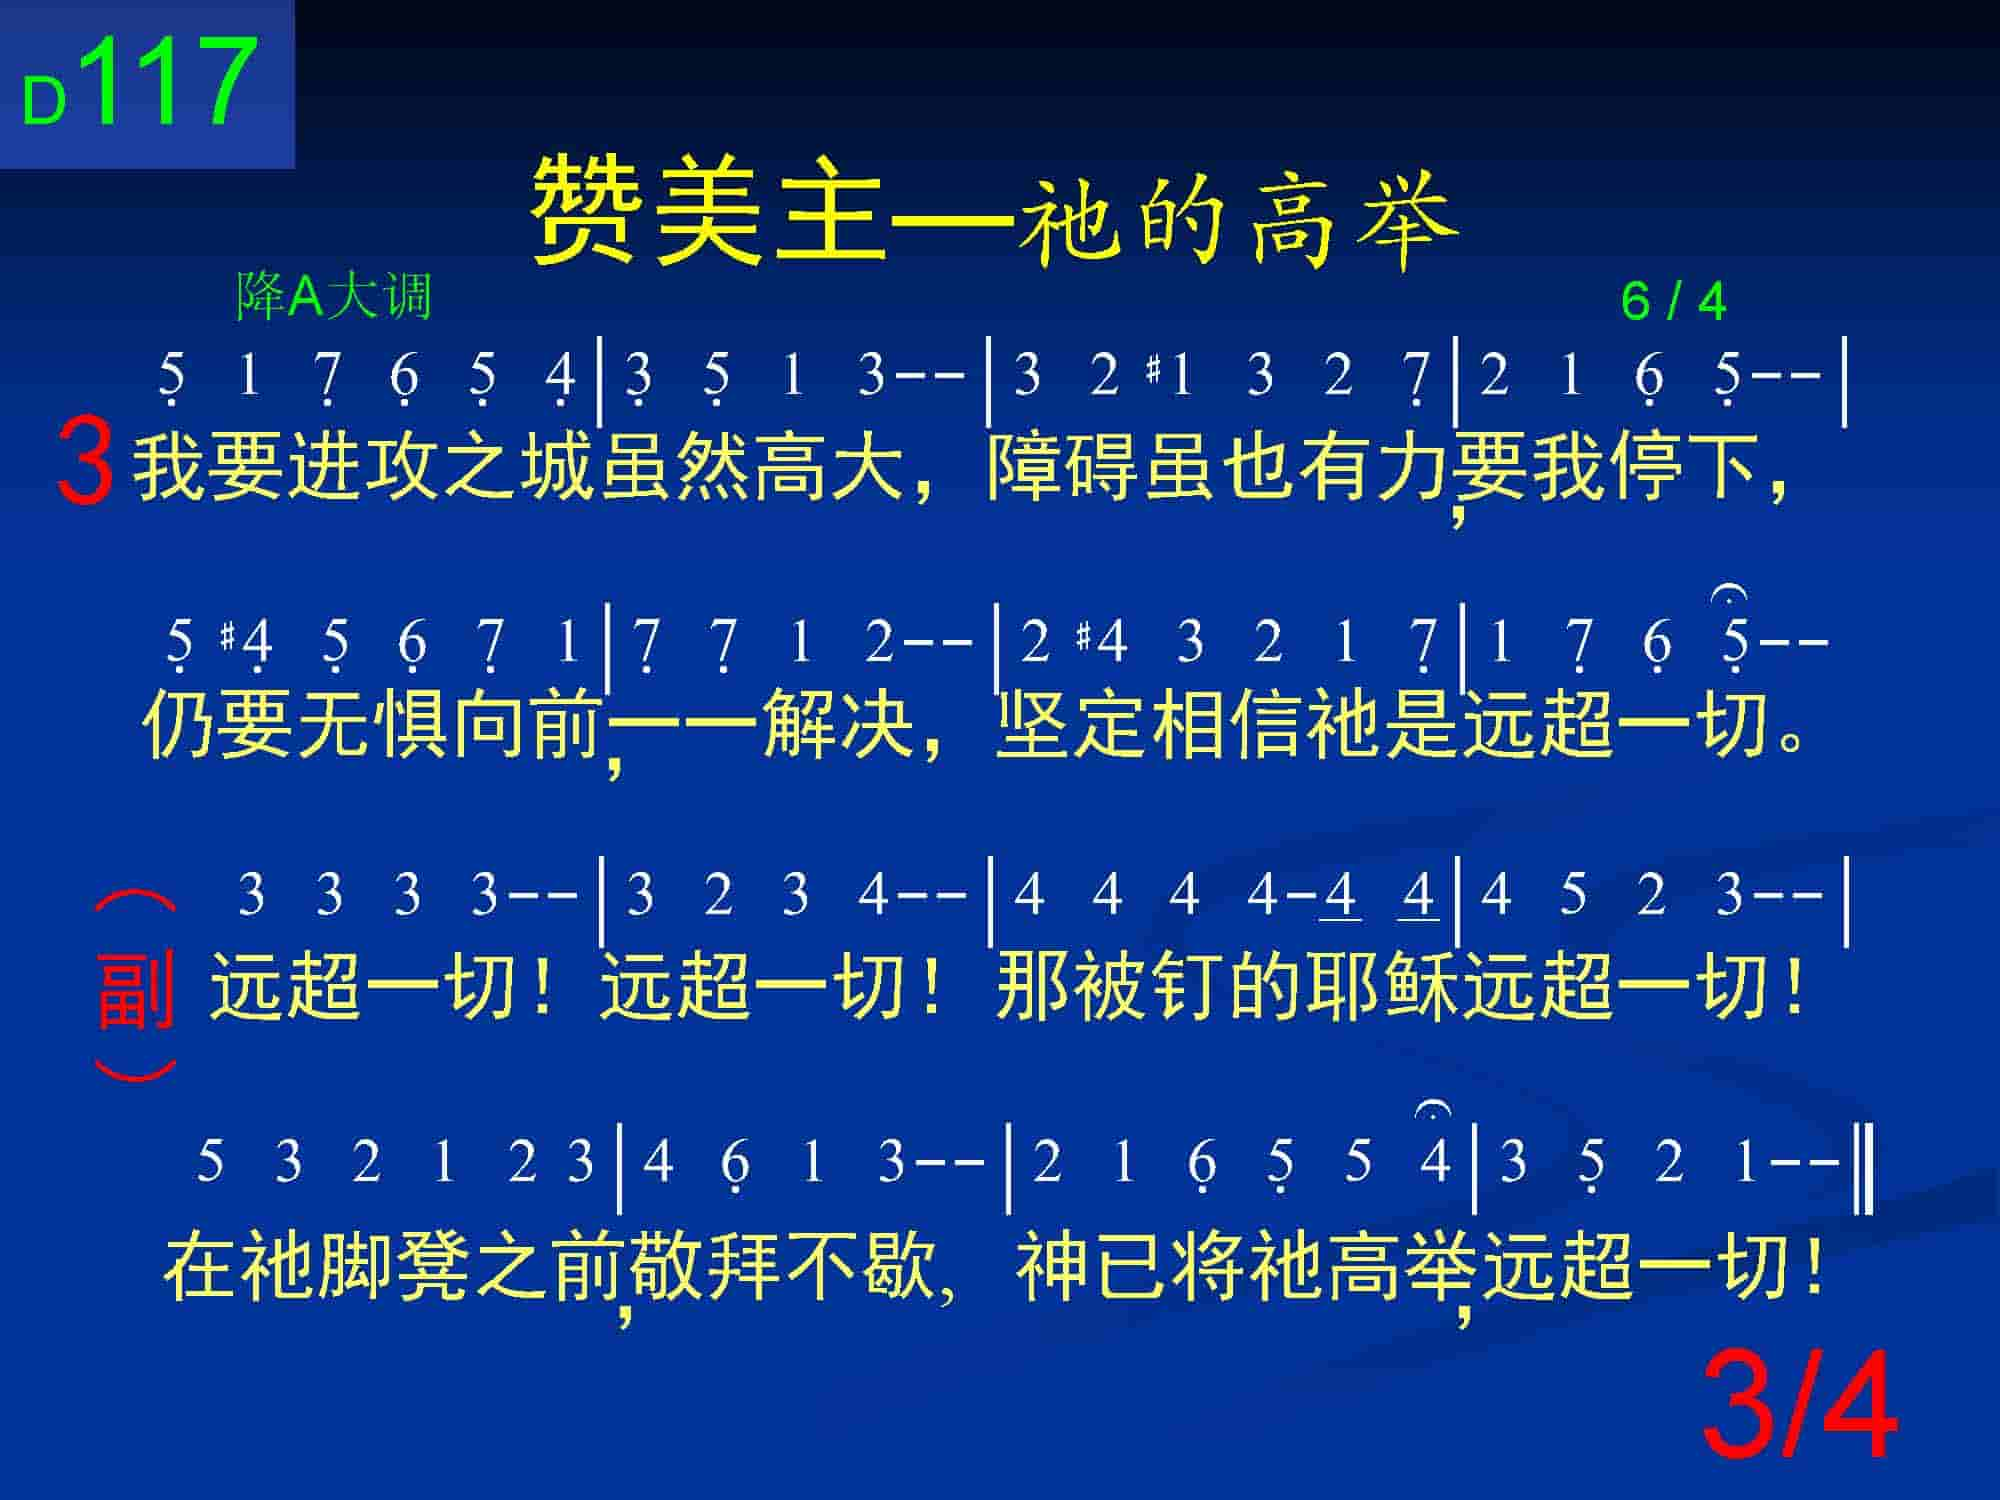 D117
赞美主—祂的高举
降A大调 6 / 4
5̣ 1 7̣ 6̣ 5̣ 4̣ | 3̣ 5̣ 1 3-- | 3 2 #1 3 2 7̣ | 2 1 6̣ 5̣-- |
3 我要进攻之城虽然高大，障碍虽也有力,要我停下，
5̣ #4̣ 5̣ 6̣ 7̣ 1 | 7̣ 7̣ 1 2-- | 2 #4 3 2 1 7̣ | 1 7̣ 6̣ 5̣--
仍要无惧向前,一一解决，坚定相信祂是远超一切。
3 3 3 3-- | 3 2 3 4-- | 4 4 4 4-4 4 | 4 5 2 3-- |
（副） 远超一切！远超一切！那被钉的耶稣远超一切！
5 3 2 1 2 3 | 4 6̣ 1 3-- | 2 1 6̣ 5̣ 5 4 | 3 5̣ 2 1-- ‖
在祂脚凳之前,敬拜不歇， 神已将祂高举,远超一切！
3/4